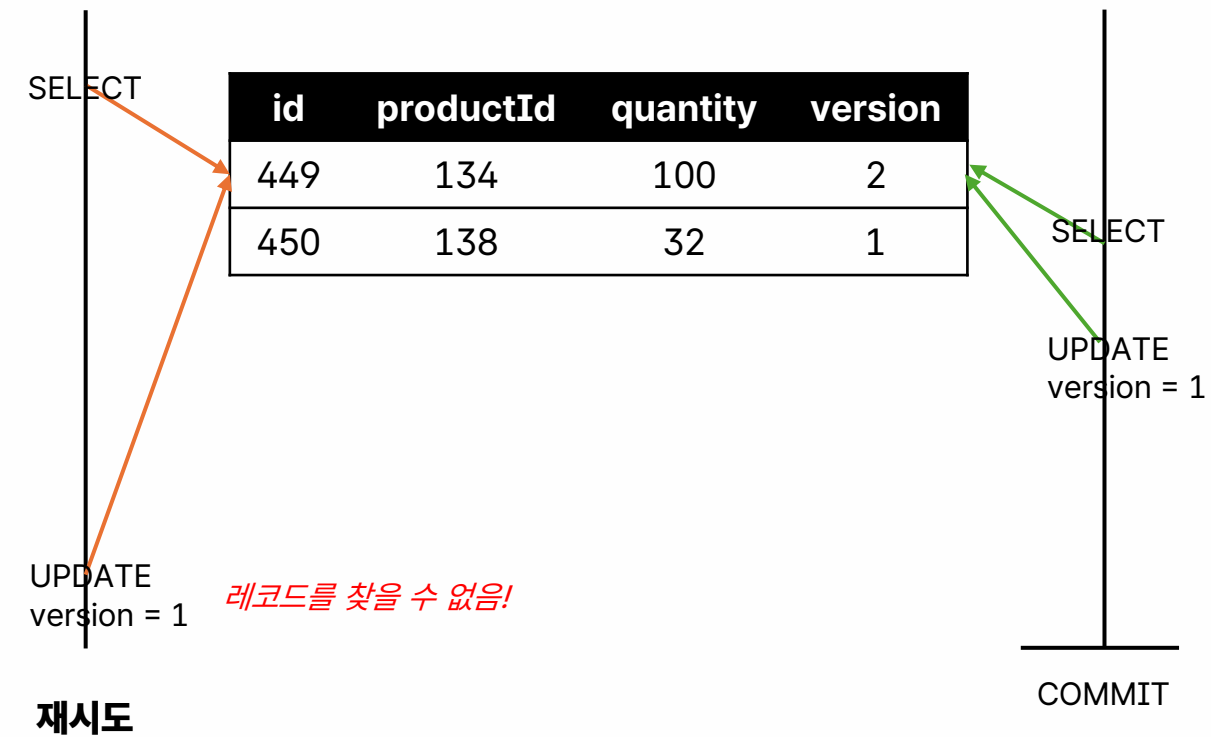 SELECT
id productId quantity version
449 134 100 2
450 138 32 1
SELECT
UPDATE
version = 1
UPDATE
version = 1
레코드를 찾을 수 없음!
COMMIT
재시도